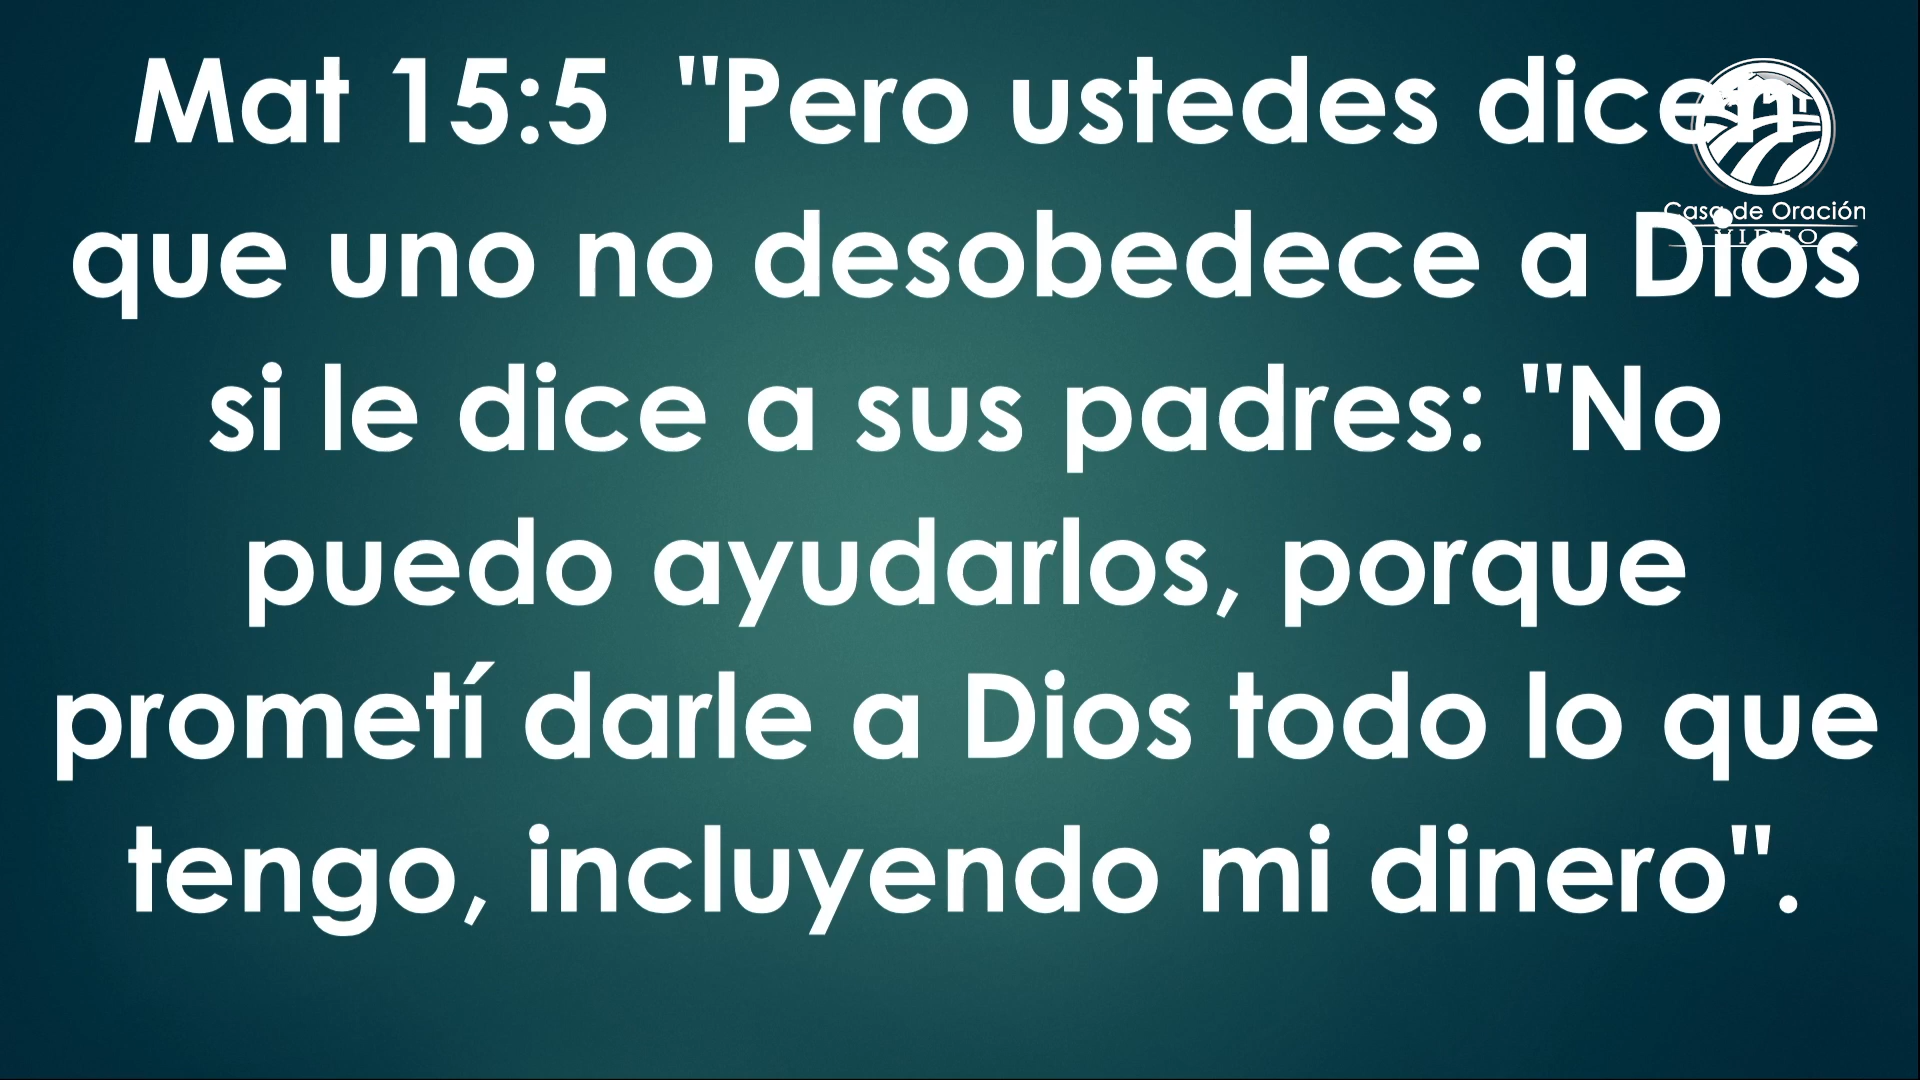 Mat 15:5  "Pero ustedes dicen
que uno no desobedece a Dios
si le dice a sus padres: "No
puedo ayudarlos, porque
prometí darle a Dios todo lo que
tengo, incluyendo mi dinero".
Casa de Oración
VIDEO